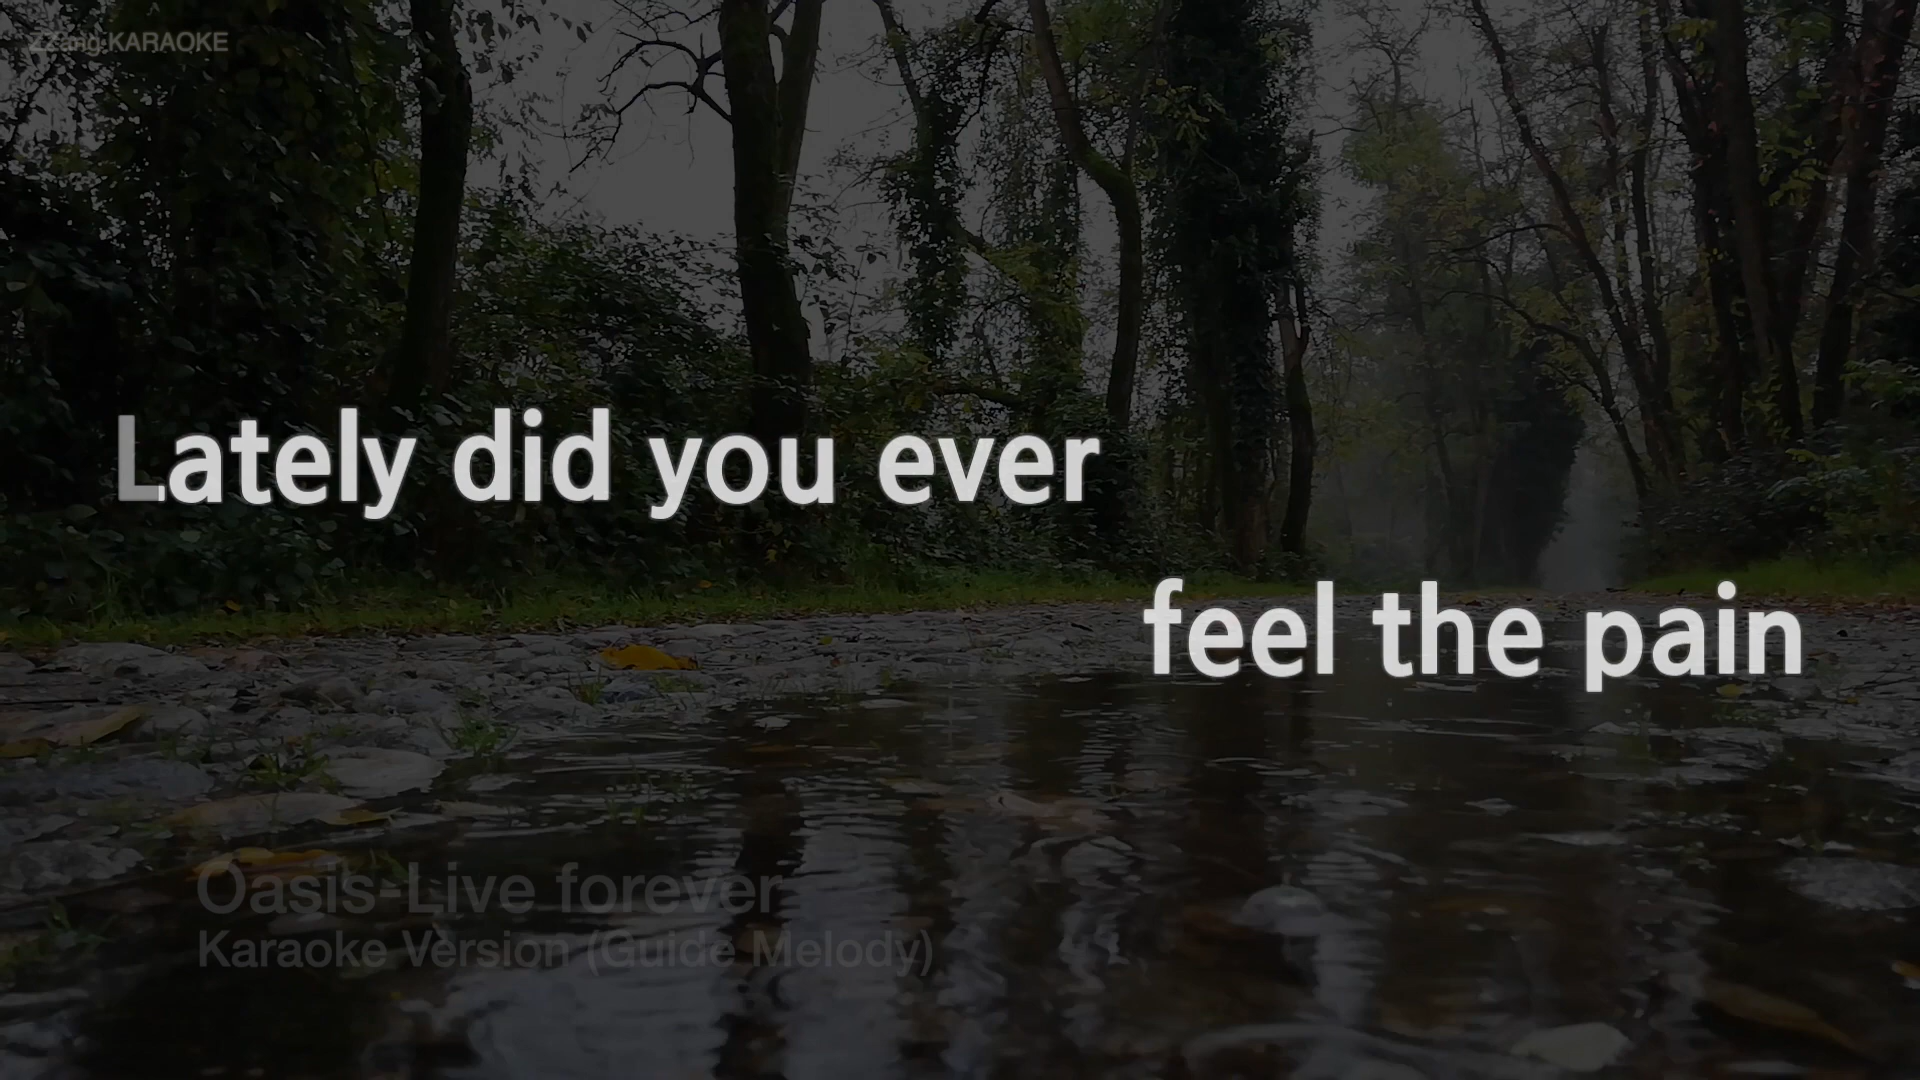 ZZang KARAOKE
Lately did you ever
feel the pain
Oasis-Live forever
Karaoke Version (Guide Melody)